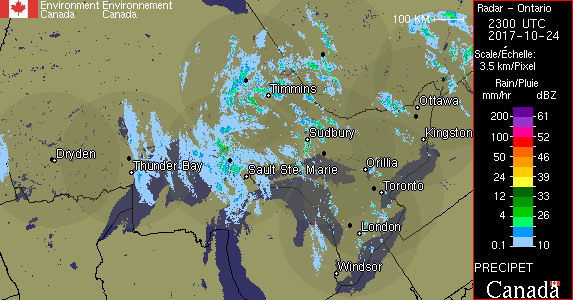 Environment Environnement
Canada Canada
100 KM
Timmins
Ottawa
Sudbury
Kingston
Dryden
Thunder Bay
Sault Ste. Marie
Orillia
Toronto
London
Windsor
Radar - Ontario
2300 UTC
2017-10-24
Scale/Échelle:
3.5 km/Pixel
Rain/Pluie
mm/hr dBZ
200 61
100 52
50 46
24 39
12 33
4 26
0.1 10
PRECIPET
Canada